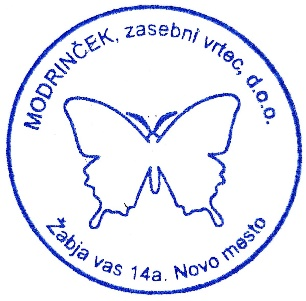 MODRINČEK, zasebni vrtec, d.o.o.
Žabja vas 14a. Novo mesto